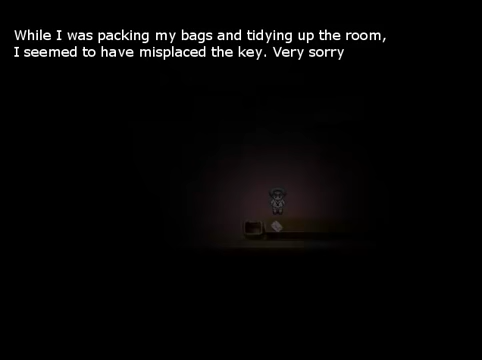 While I was packing my bags and tidying up the room,
I seemed to have misplaced the key. Very sorry